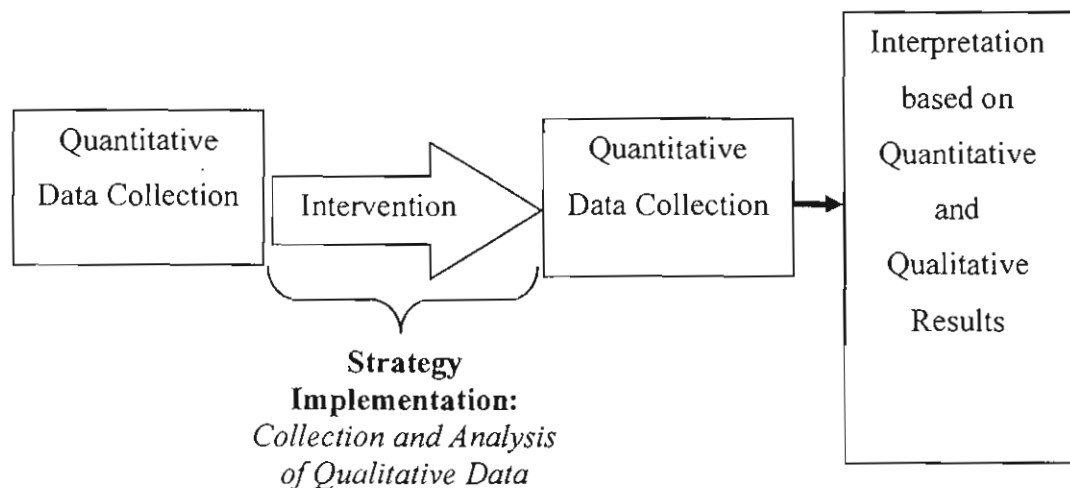 Quantitative
Data Collection
Intervention
Strategy
Implementation:
Collection and Analysis
of Qualitative Data
Quantitative
Data Collection
Interpretation
based on
Quantitative
and
Qualitative
Results